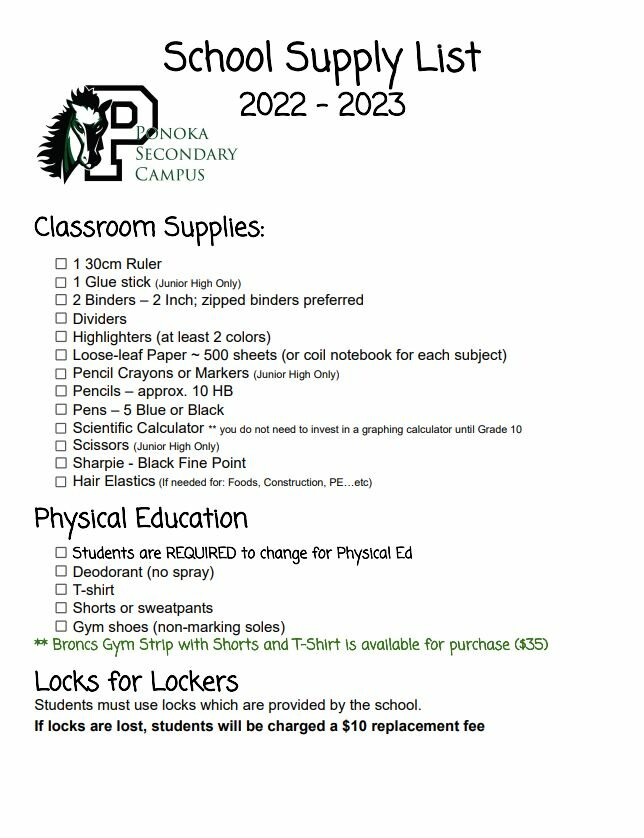 School Supply List
2022 - 2023
P
PONOKA
SECONDARY
CAMPUS
Classroom Supplies:
☐ 1 30cm Ruler
☐ 1 Glue stick (Junior High Only)
☐ 2 Binders – 2 Inch; zipped binders preferred
☐ Dividers
☐ Highlighters (at least 2 colors)
☐ Loose-leaf Paper ~ 500 sheets (or coil notebook for each subject)
☐ Pencil Crayons or Markers (Junior High Only)
☐ Pencils – approx. 10 HB
☐ Pens – 5 Blue or Black
☐ Scientific Calculator ** you do not need to invest in a graphing calculator until Grade 10
☐ Scissors (Junior High Only)
☐ Sharpie - Black Fine Point
☐ Hair Elastics (If needed for: Foods, Construction, PE…etc)
Physical Education
☐ Students are REQUIRED to change for Physical Ed
☐ Deodorant (no spray)
☐ T-shirt
☐ Shorts or sweatpants
☐ Gym shoes (non-marking soles)
** Broncs Gym Strip with Shorts and T-Shirt is available for purchase ($35)
Locks for Lockers
Students must use locks which are provided by the school.
If locks are lost, students will be charged a $10 replacement fee